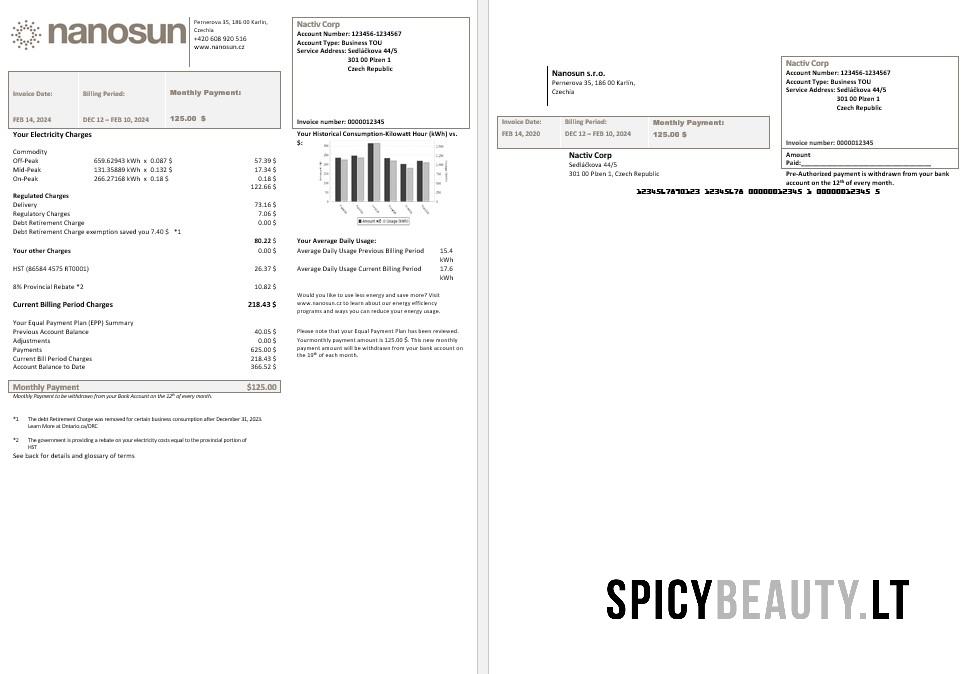 nanosun
Pernerova 35, 186 00 Karlín,
Czechia
+420 608 920 516
www.nanosun.cz
Invoice Date: Billing Period: Monthly Payment:
FEB 14, 2024 DEC 12 – FEB 10, 2024 125.00 $
Your Electricity Charges
Commodity
Off-Peak 659.62943 kWh x 0.087 $ 57.39 $
Mid-Peak 131.35889 kWh x 0.132 $ 17.34 $
On-Peak 266.27168 kWh x 0.18 $ 0.18 $
122.66 $
Regulated Charges
Delivery 73.16 $
Regulatory Charges 7.06 $
Debt Retirement Charge 0.00 $
Debt Retirement Charge exemption saved you 7.40 $ *1
80.22 $
Your other Charges 0.00 $
HST (86584 4575 RT0001) 26.37 $
8% Provincial Rebate *2 10.82 $
Current Billing Period Charges 218.43 $
Your Equal Payment Plan (EPP) Summary
Previous Account Balance 40.05 $
Adjustments 0.00 $
Payments 625.00 $
Current Bill Period Charges 218.43 $
Account Balance to Date 366.52 $
Monthly Payment $125.00
Monthly Payment to be withdrawn from your Bank Account on the 12th of every month.
*1 The debt Retirement Charge was removed for certain business consumption after December 31, 2023.
Learn More at Ontario.ca/DRC
*2 The government is providing a rebate on your electricity costs equal to the provincial portion of
HST
See back for details and glossary of terms
Nactiv Corp
Account Number: 123456-1234567
Account Type: Business TOU
Service Address: Sedláčkova 44/5
301 00 Plzen 1
Czech Republic
Invoice number: 0000012345
Your Historical Consumption-Kilowatt Hour (kWh) vs.
$:
Your Average Daily Usage:
Average Daily Usage Previous Billing Period 15.4
kWh
Average Daily Usage Current Billing Period 17.6
kWh
Would you like to use less energy and save more? Visit
www.nanosun.cz to learn about our energy efficiency
programs and ways you can reduce your energy usage.
Please note that your Equal Payment Plan has been reviewed.
Yourmonthly payment amount is 125.00 $. This new monthly
payment amount will be withdrawn from your bank account on
the 19th of each month.
Nanosun s.r.o.
Pernerova 35, 186 00 Karlín,
Czechia
Invoice Date: Billing Period: Monthly Payment:
FEB 14, 2020 DEC 12 – FEB 10, 2024 125.00 $
Nactiv Corp
Sedláčkova 44/5
301 00 Plzen 1, Czech Republic
Nactiv Corp
Account Number: 123456-1234567
Account Type: Business TOU
Service Address: Sedláčkova 44/5
301 00 Plzen 1
Czech Republic
Invoice number: 0000012345
Amount
Paid:
Pre-Authorized payment is withdrawn from your bank
account on the 12th of every month.
1234567890123 12345678 00000012345 1 000000012345 5
SPICYBEAUTY.LT